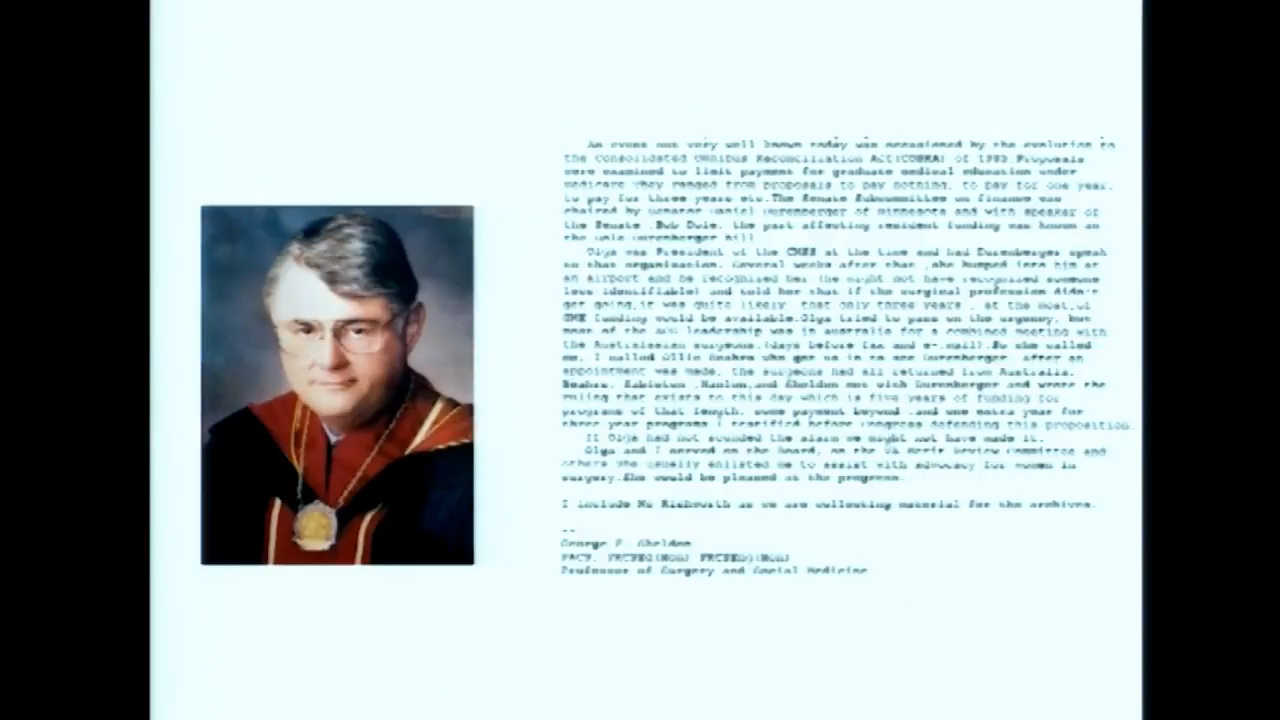 An event not very well known today was occasioned by the evolution to
the Consolidated Omnibus Reconciliation Act(COBRA) of 1985.Proposals
were examined to limit payment for graduate medical education under
medicare They ranged from proposals to pay nothing, to pay for one year,
to pay for three years etc.The Senate Subcommittee on finance was
chaired by senator Daniel Durenberger of Minnesota and with speaker of
the Senate ,Bob Dole, the part affecting resident funding was known as
the Dole Durenberger bill
Olga was President of the at the time and had Durenberger speak
to that organisation. Several weeks after that ,she bumped into him at
an airport and he recognised her (he might not have recognised someone
less identifiable) and told her that if the surgical profession didn't
get going,it was quite likely that only three years , at the most,of
GME funding would be available.Olga tried to pass on the urgency, but
most of the leadership was in australia for a combined meeting with
the Australasian surgeons,(days before fax and e-.mail).So she called
me, I called Ollie Beahrs who got us in to see Durenberger. after an
appointment was made, the surgeons had all returned from Australia.
Beahrs, Sabiston ,Hanlon,and Sheldon met with Durenberger and wrote the
ruling that exists to this day which is five years of funding for
programs of that length, some payment beyond ,and one extra year for
three year programs I testified before Congress defending this proposition.
If Olga had not sounded the alarm we might not have made it.
Olga and I served on the Board, on the VA Merit Review Committee and
others She usually enlisted me to assist with advocacy for women in
surgery.She would be pleased at the progress.
I include Ms Rishworth as we are collecting material for the archives.
--
George F. Sheldon
FACS, FRCSEd(Hon) (Hon)
Professor of Surgery and Social Medicine